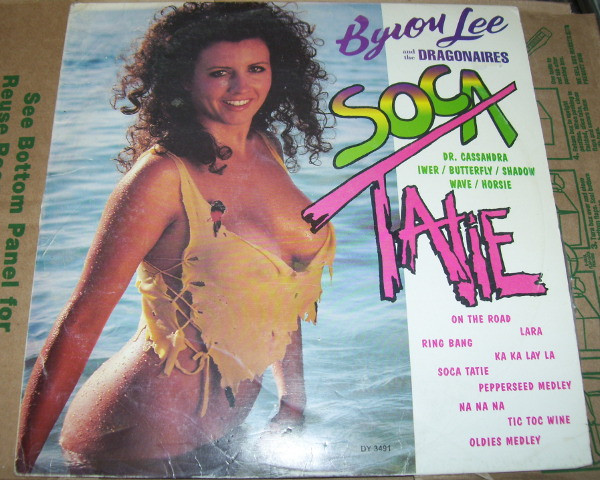 Byron Lee
and the DRAGONAIRES
SOCA
TATiE
DR. CASSANDRA
IWER / BUTTERFLY / SHADOW
WAVE / HORSIE
ON THE ROAD
LARA
RING BANG
KA KA LAY LA
SOCA TATIE
PEPPERSEED MEDLEY
NA NA NA
TIC TOC WINE
OLDIES MEDLEY
DY 3491
See Bottom Panel for
Reuse